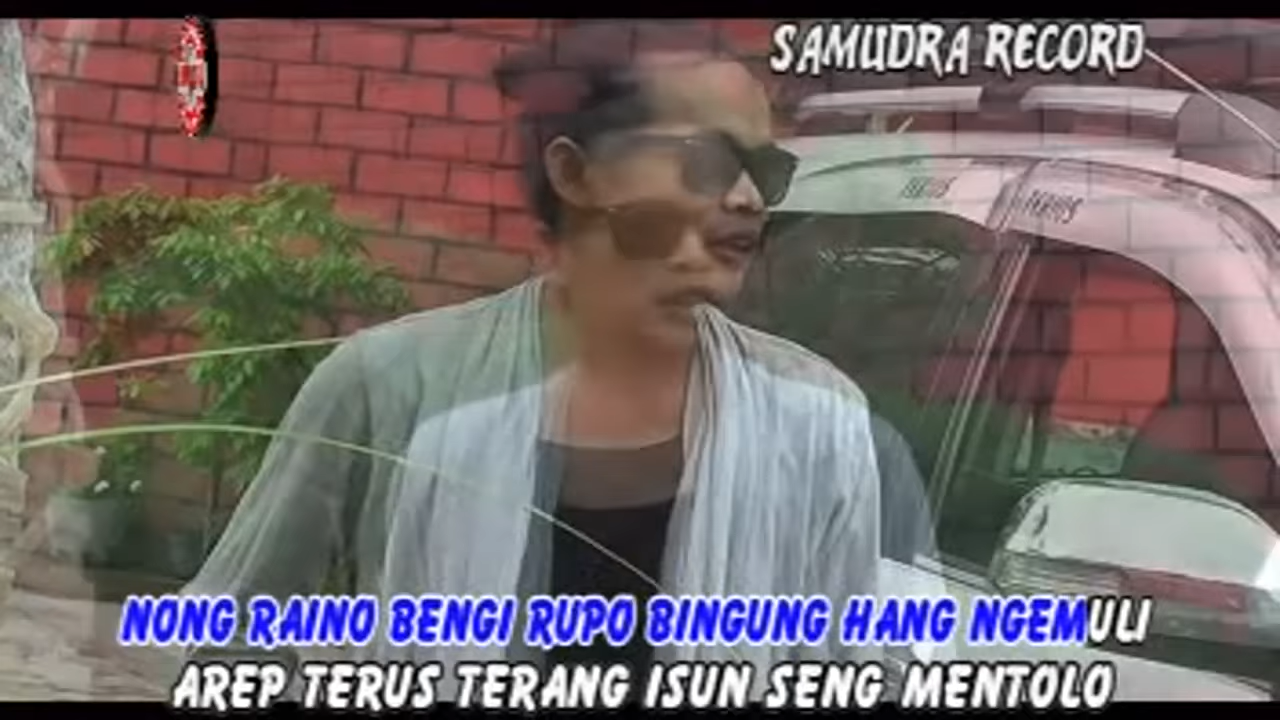 SAMUDRA RECORD
NONG RAINO BENGI RUPO BINGUNG HANG NGEMULI
AREP TERUS TERANG ISUN SENG MENTOLO